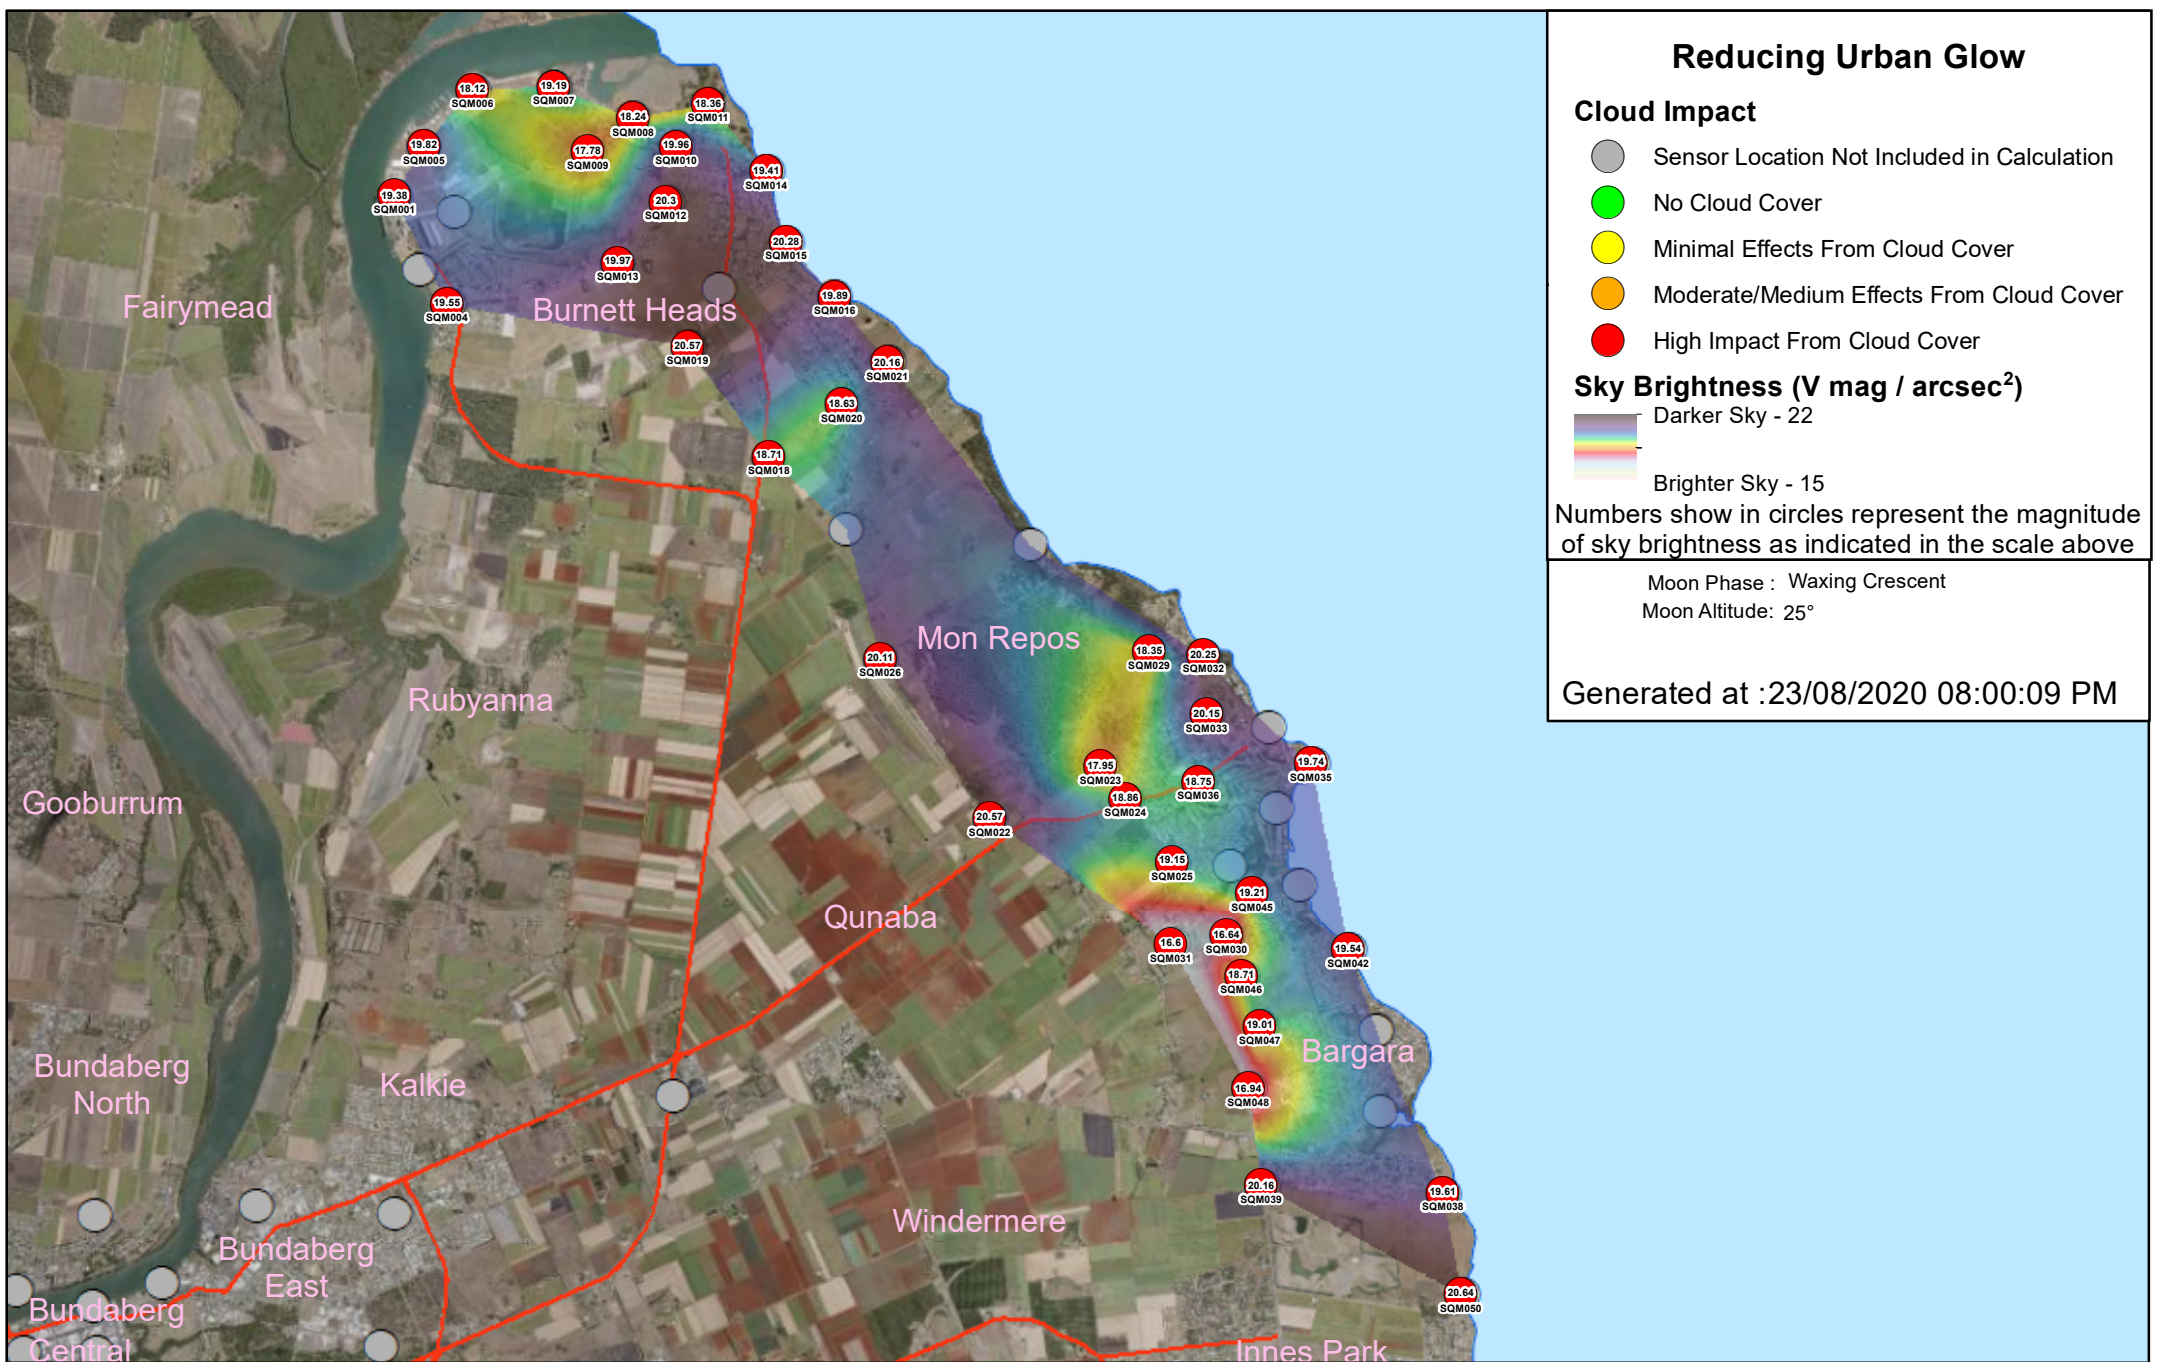 Reducing Urban Glow
Cloud Impact
Sensor Location Not Included in Calculation
No Cloud Cover
Minimal Effects From Cloud Cover
Moderate/Medium Effects From Cloud Cover
High Impact From Cloud Cover
Sky Brightness (V mag / arcsec²)
Darker Sky - 22
Brighter Sky - 15
Numbers show in circles represent the magnitude
of sky brightness as indicated in the scale above
Moon Phase : Waxing Crescent
Moon Altitude: 25°
Generated at :23/08/2020 08:00:09 PM
18.12
SQM006
19.19
SQM007
18.24
SQM008
18.36
SQM011
19.82
SQM005
17.78
SQM009
19.96
SQM010
19.41
SQM014
19.38
SQM001
20.3
SQM012
20.28
SQM015
19.97
SQM013
19.55
SQM004
19.89
SQM016
Fairymead
Burnett Heads
20.57
SQM019
20.16
SQM021
18.63
SQM020
18.71
SQM018
Mon Repos
18.35
SQM029
20.25
SQM032
20.11
SQM026
Rubyanna
20.15
SQM033
17.95
SQM023
18.75
SQM036
19.74
SQM035
18.86
SQM024
20.57
SQM022
Gooburrum
19.15
SQM025
19.21
SQM045
Qunaba
16.6
SQM031
16.64
SQM030
19.54
SQM042
18.71
SQM046
19.01
SQM047
Bargara
Bundaberg
North
Kalkie
16.94
SQM048
20.16
SQM039
19.61
SQM038
Windermere
Bundaberg
East
20.64
SQM050
Bundaberg
Central
Innes Park